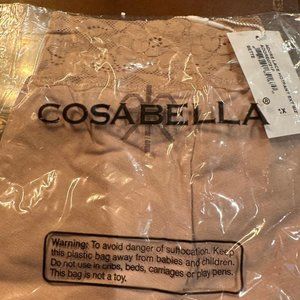 COSABELLA
®
1X
Warning: To avoid danger of suffocation. Keep
this plastic bag away from babies and children.
Do not use in cribs, beds, carriages or play pens.
This bag is not a toy.